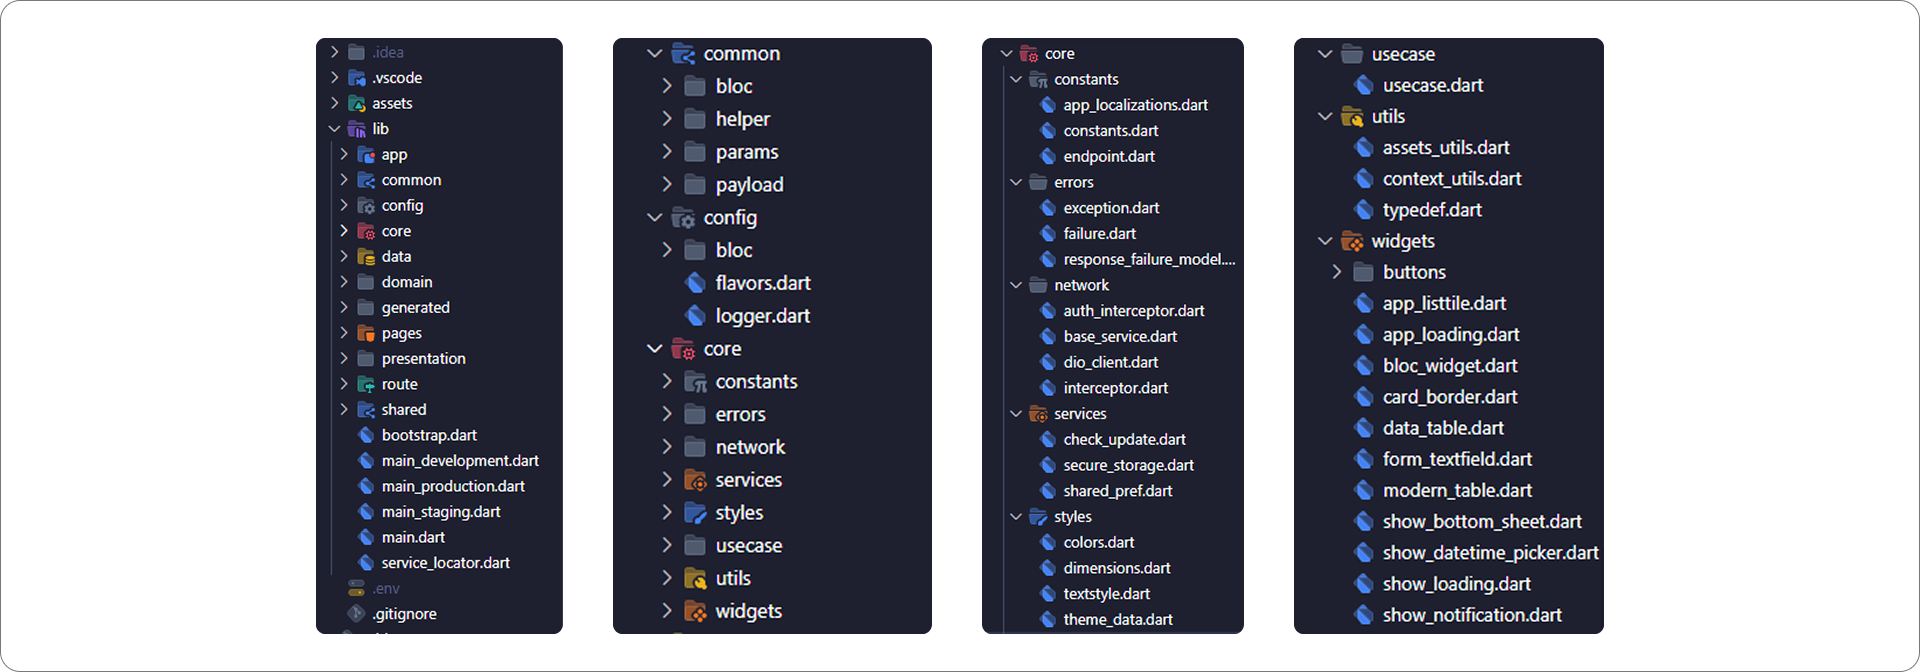 .idea
.vscode
assets
lib
app
common
config
core
data
domain
generated
pages
presentation
route
shared
bootstrap.dart
main_development.dart
main_production.dart
main_staging.dart
main.dart
service_locator.dart
.env
.gitignore
common
bloc
helper
params
payload
config
bloc
flavors.dart
logger.dart
core
constants
errors
network
services
styles
usecase
utils
widgets
core
constants
app_localizations.dart
constants.dart
endpoint.dart
errors
exception.dart
failure.dart
response_failure_model....
network
auth_interceptor.dart
base_service.dart
dio_client.dart
interceptor.dart
services
check_update.dart
secure_storage.dart
shared_pref.dart
styles
colors.dart
dimensions.dart
textstyle.dart
theme_data.dart
usecase
usecase.dart
utils
assets_utils.dart
context_utils.dart
typedef.dart
widgets
buttons
app_listtile.dart
app_loading.dart
bloc_widget.dart
card_border.dart
data_table.dart
form_textfield.dart
modern_table.dart
show_bottom_sheet.dart
show_datetime_picker.dart
show_loading.dart
show_notification.dart